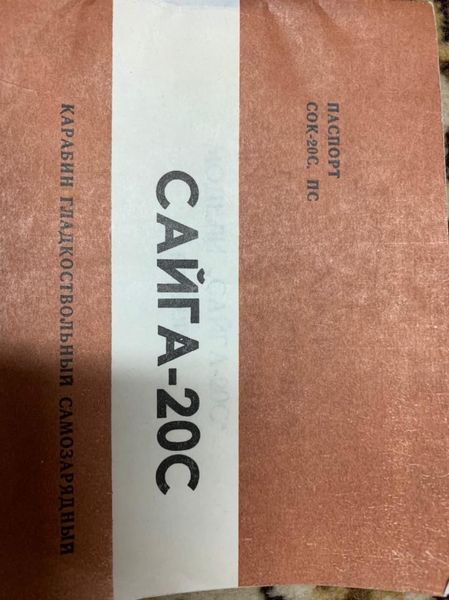 ПАСПОРТ
СОК-20С. ПС
САЙГА-20С
КАРАБИН ГЛАДКОСТВОЛЬНЫЙ САМОЗАРЯДНЫЙ